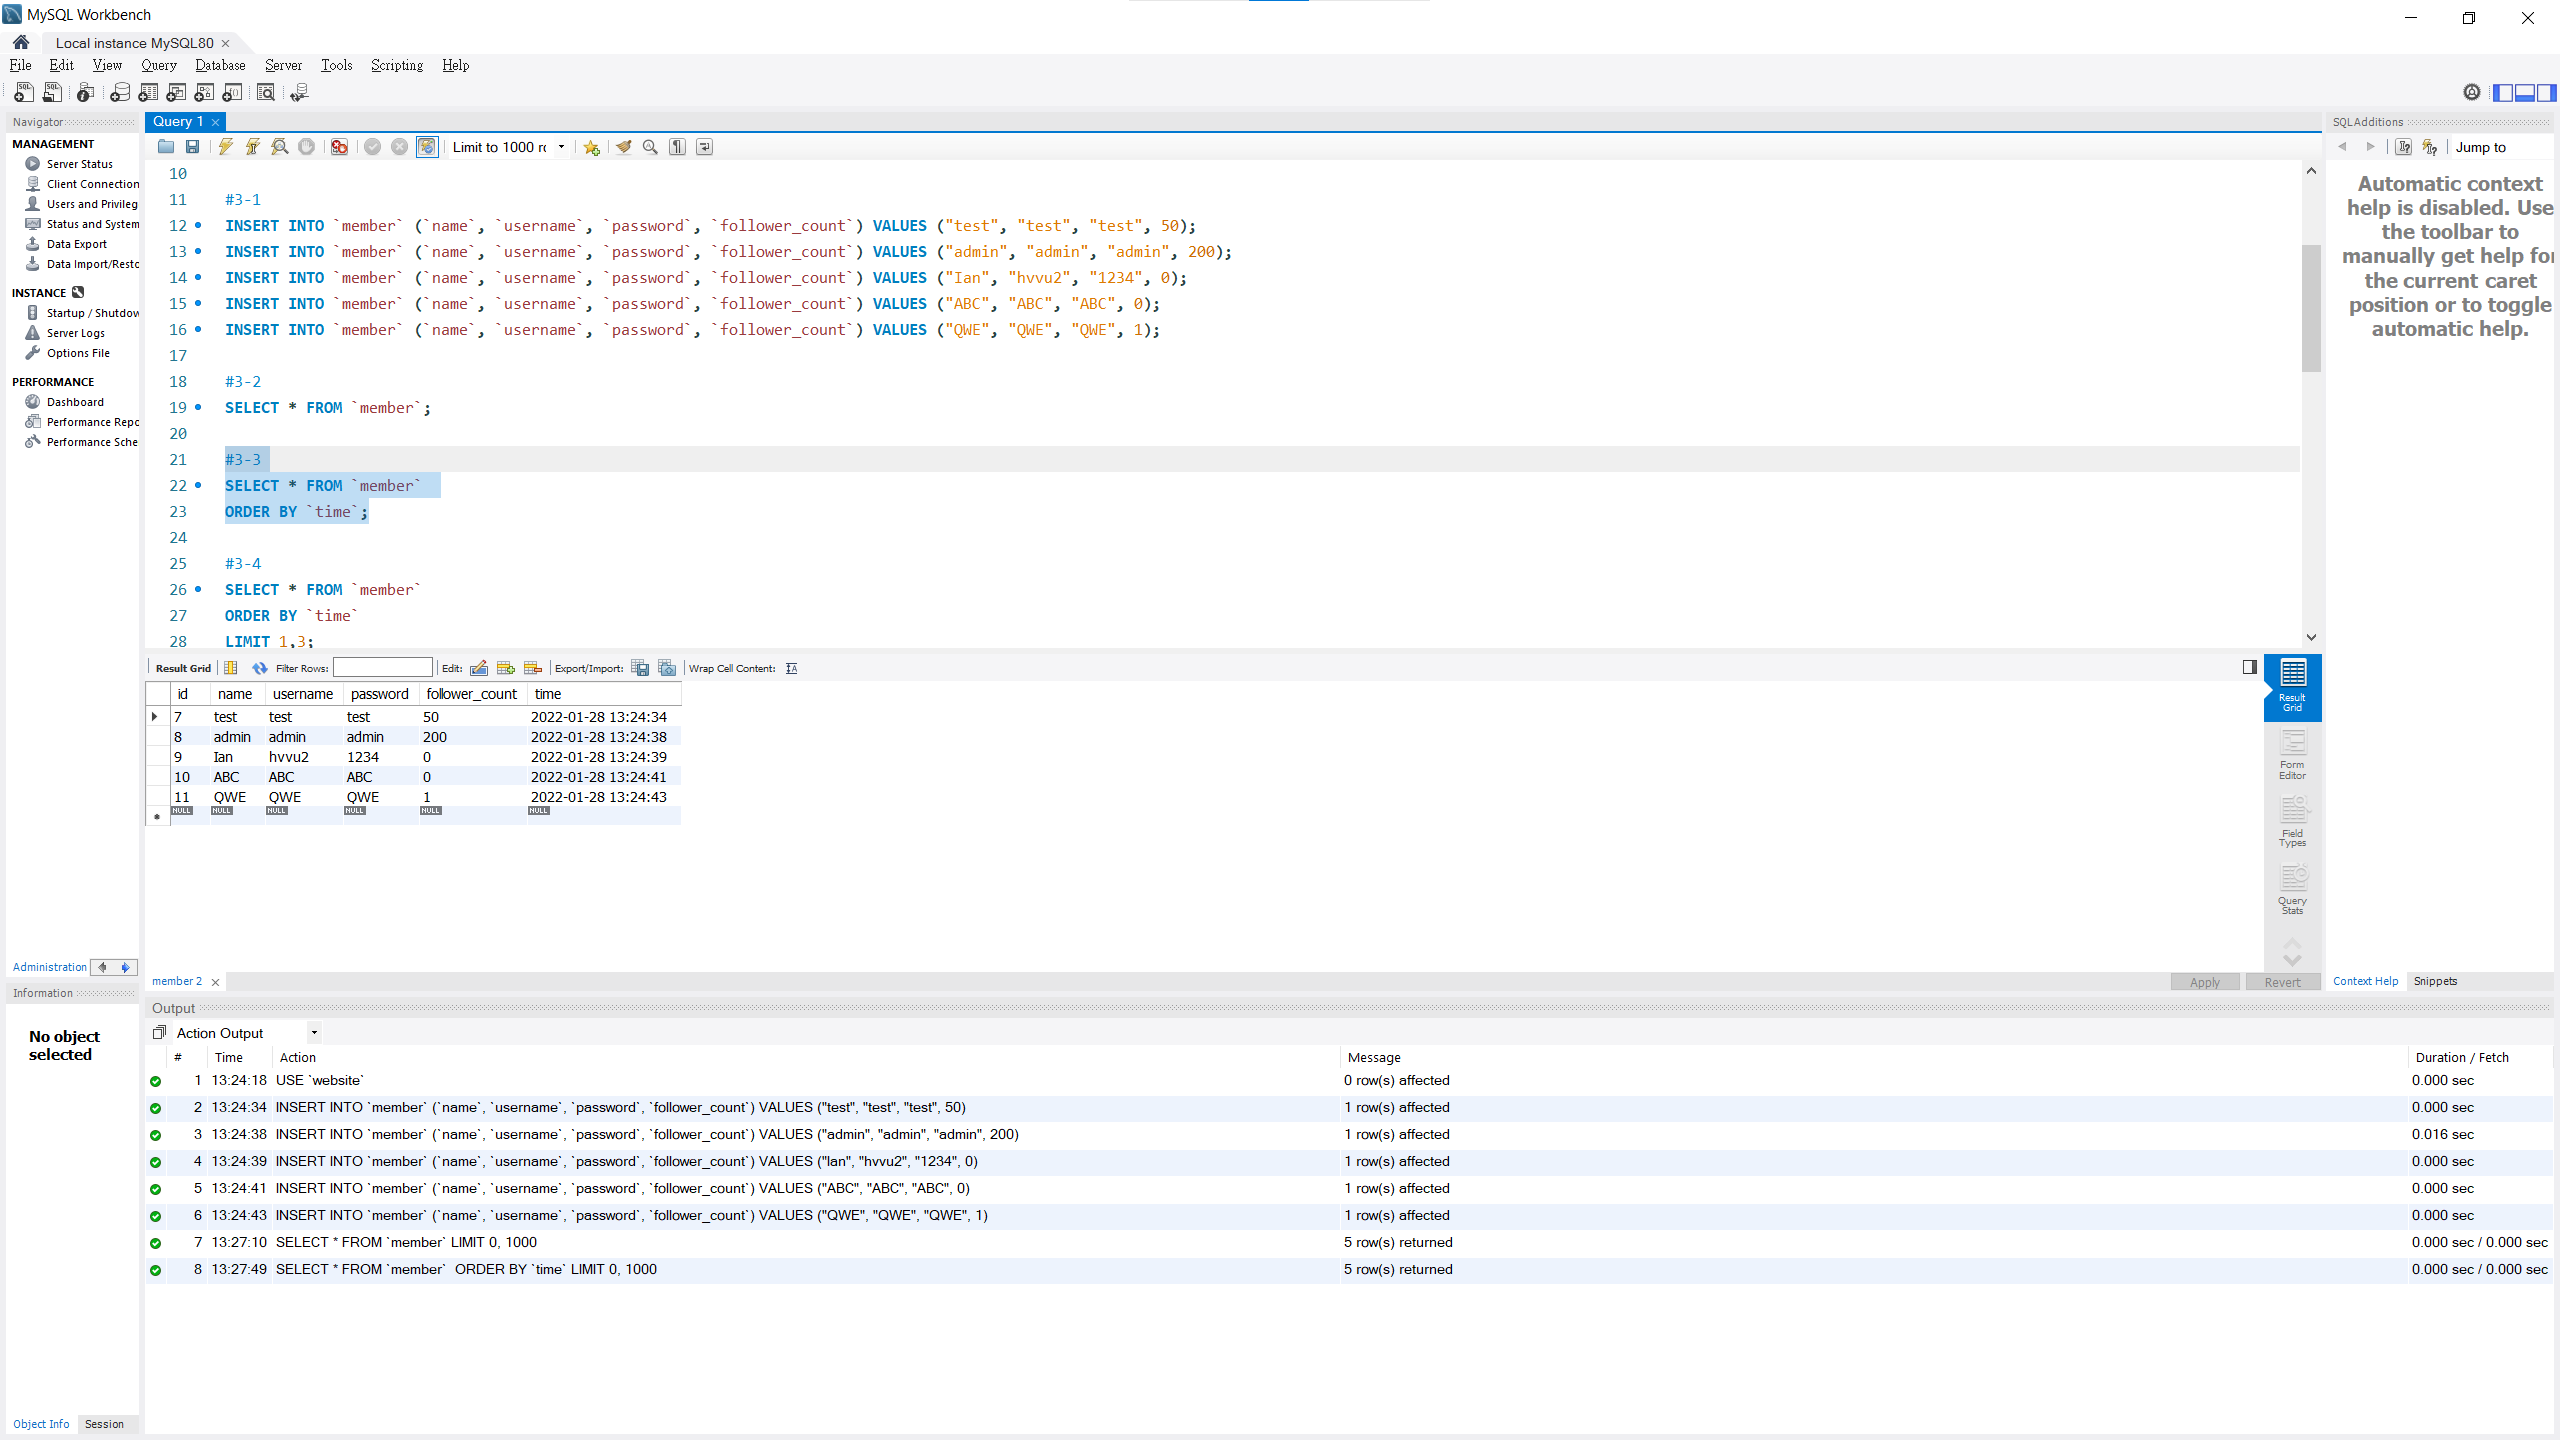 MySQL Workbench
Local instance MySQL80
File Edit View Query Database Server Tools Scripting Help
Navigator
MANAGEMENT
Server Status
Client Connection
Users and Privileg
Status and System
Data Export
Data Import/Resto
INSTANCE
Startup / Shutdow
Server Logs
Options File
PERFORMANCE
Dashboard
Performance Repo
Performance Sche
Administration
Information
No object
selected
Object Info Session
Query 1
Limit to 1000 ro
10
11 #3-1
12 INSERT INTO `member` (`name`, `username`, `password`, `follower_count`) VALUES ("test", "test", "test", 50);
13 INSERT INTO `member` (`name`, `username`, `password`, `follower_count`) VALUES ("admin", "admin", "admin", 200);
14 INSERT INTO `member` (`name`, `username`, `password`, `follower_count`) VALUES ("Ian", "hvvu2", "1234", 0);
15 INSERT INTO `member` (`name`, `username`, `password`, `follower_count`) VALUES ("ABC", "ABC", "ABC", 0);
16 INSERT INTO `member` (`name`, `username`, `password`, `follower_count`) VALUES ("QWE", "QWE", "QWE", 1);
17
18 #3-2
19 SELECT * FROM `member`;
20
21 #3-3
22 SELECT * FROM `member`
23 ORDER BY `time`;
24
25 #3-4
26 SELECT * FROM `member`
27 ORDER BY `time`
28 LIMIT 1,3;
Result Grid Filter Rows: Edit: Export/Import: Wrap Cell Content:
id name username password follower_count time
7 test test test 50 2022-01-28 13:24:34
8 admin admin admin 200 2022-01-28 13:24:38
9 Ian hvvu2 1234 0 2022-01-28 13:24:39
10 ABC ABC ABC 0 2022-01-28 13:24:41
11 QWE QWE QWE 1 2022-01-28 13:24:43
NULL NULL NULL NULL NULL NULL
Result
Grid
Form
Editor
Field
Types
Query
Stats
member 2
Apply Revert
SQLAdditions
Jump to
Automatic context
help is disabled. Use
the toolbar to
manually get help for
the current caret
position or to toggle
automatic help.
Context Help Snippets
Output
Action Output
# Time Action Message Duration / Fetch
1 13:24:18 USE `website` 0 row(s) affected 0.000 sec
2 13:24:34 INSERT INTO `member` (`name`, `username`, `password`, `follower_count`) VALUES ("test", "test", "test", 50) 1 row(s) affected 0.000 sec
3 13:24:38 INSERT INTO `member` (`name`, `username`, `password`, `follower_count`) VALUES ("admin", "admin", "admin", 200) 1 row(s) affected 0.016 sec
4 13:24:39 INSERT INTO `member` (`name`, `username`, `password`, `follower_count`) VALUES ("Ian", "hvvu2", "1234", 0) 1 row(s) affected 0.000 sec
5 13:24:41 INSERT INTO `member` (`name`, `username`, `password`, `follower_count`) VALUES ("ABC", "ABC", "ABC", 0) 1 row(s) affected 0.000 sec
6 13:24:43 INSERT INTO `member` (`name`, `username`, `password`, `follower_count`) VALUES ("QWE", "QWE", "QWE", 1) 1 row(s) affected 0.000 sec
7 13:27:10 SELECT * FROM `member` LIMIT 0, 1000 5 row(s) returned 0.000 sec / 0.000 sec
8 13:27:49 SELECT * FROM `member`  ORDER BY `time` LIMIT 0, 1000 5 row(s) returned 0.000 sec / 0.000 sec